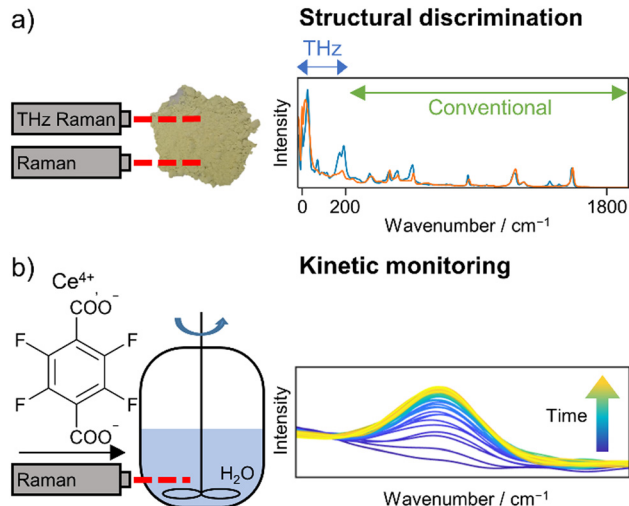 a)
Structural discrimination
THz
Conventional
THz Raman
Raman
Intensity
0 200 1800
Wavenumber / cm⁻¹
b)
Kinetic monitoring
Ce⁴⁺
COO⁻
F F
F F
COO⁻
Raman
H₂O
Intensity
Time
Wavenumber / cm⁻¹